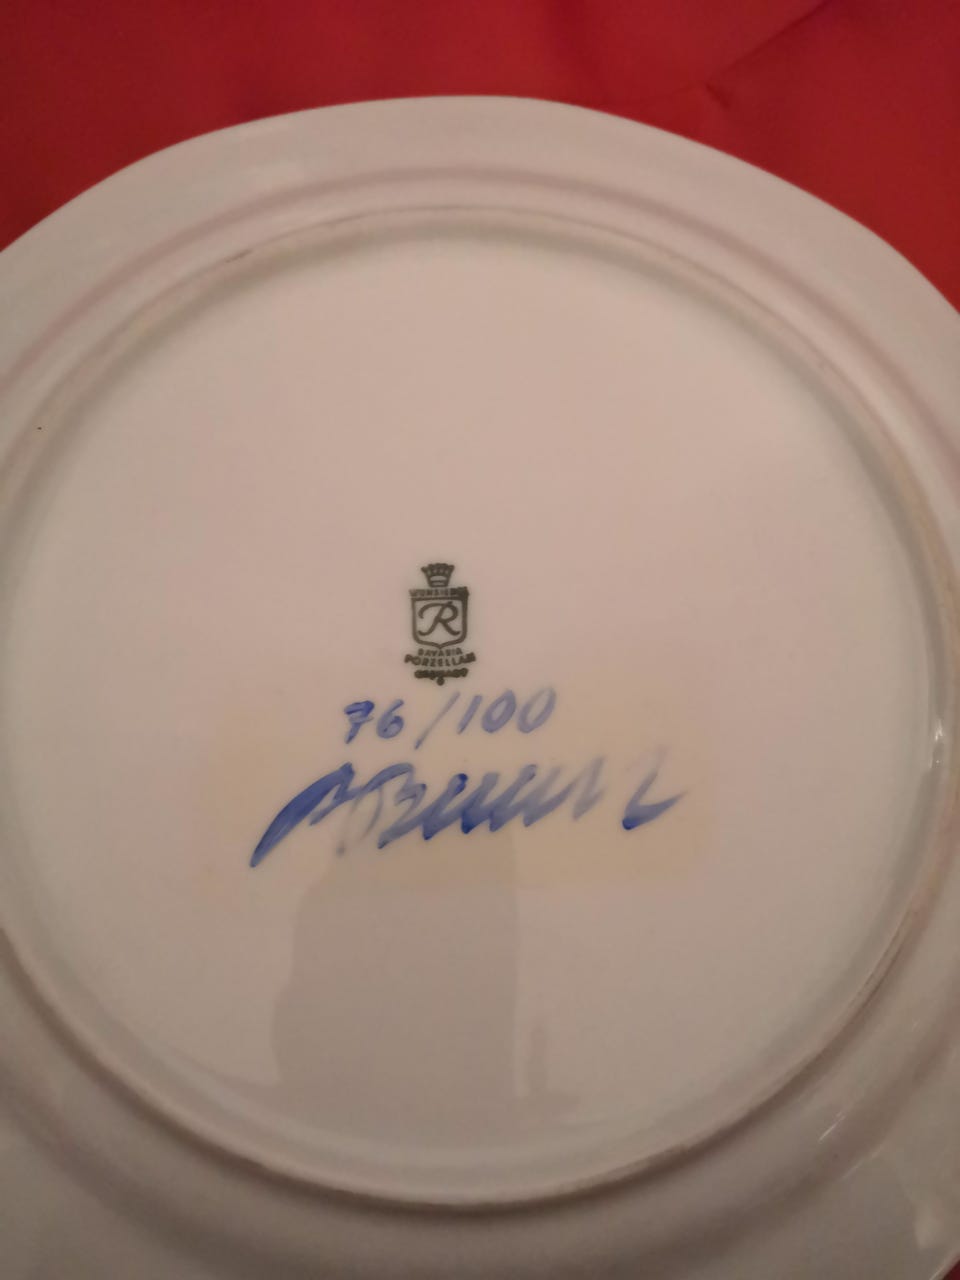 WUNSIEDEL
R
BAVARIA
PORZELLAN
76/100